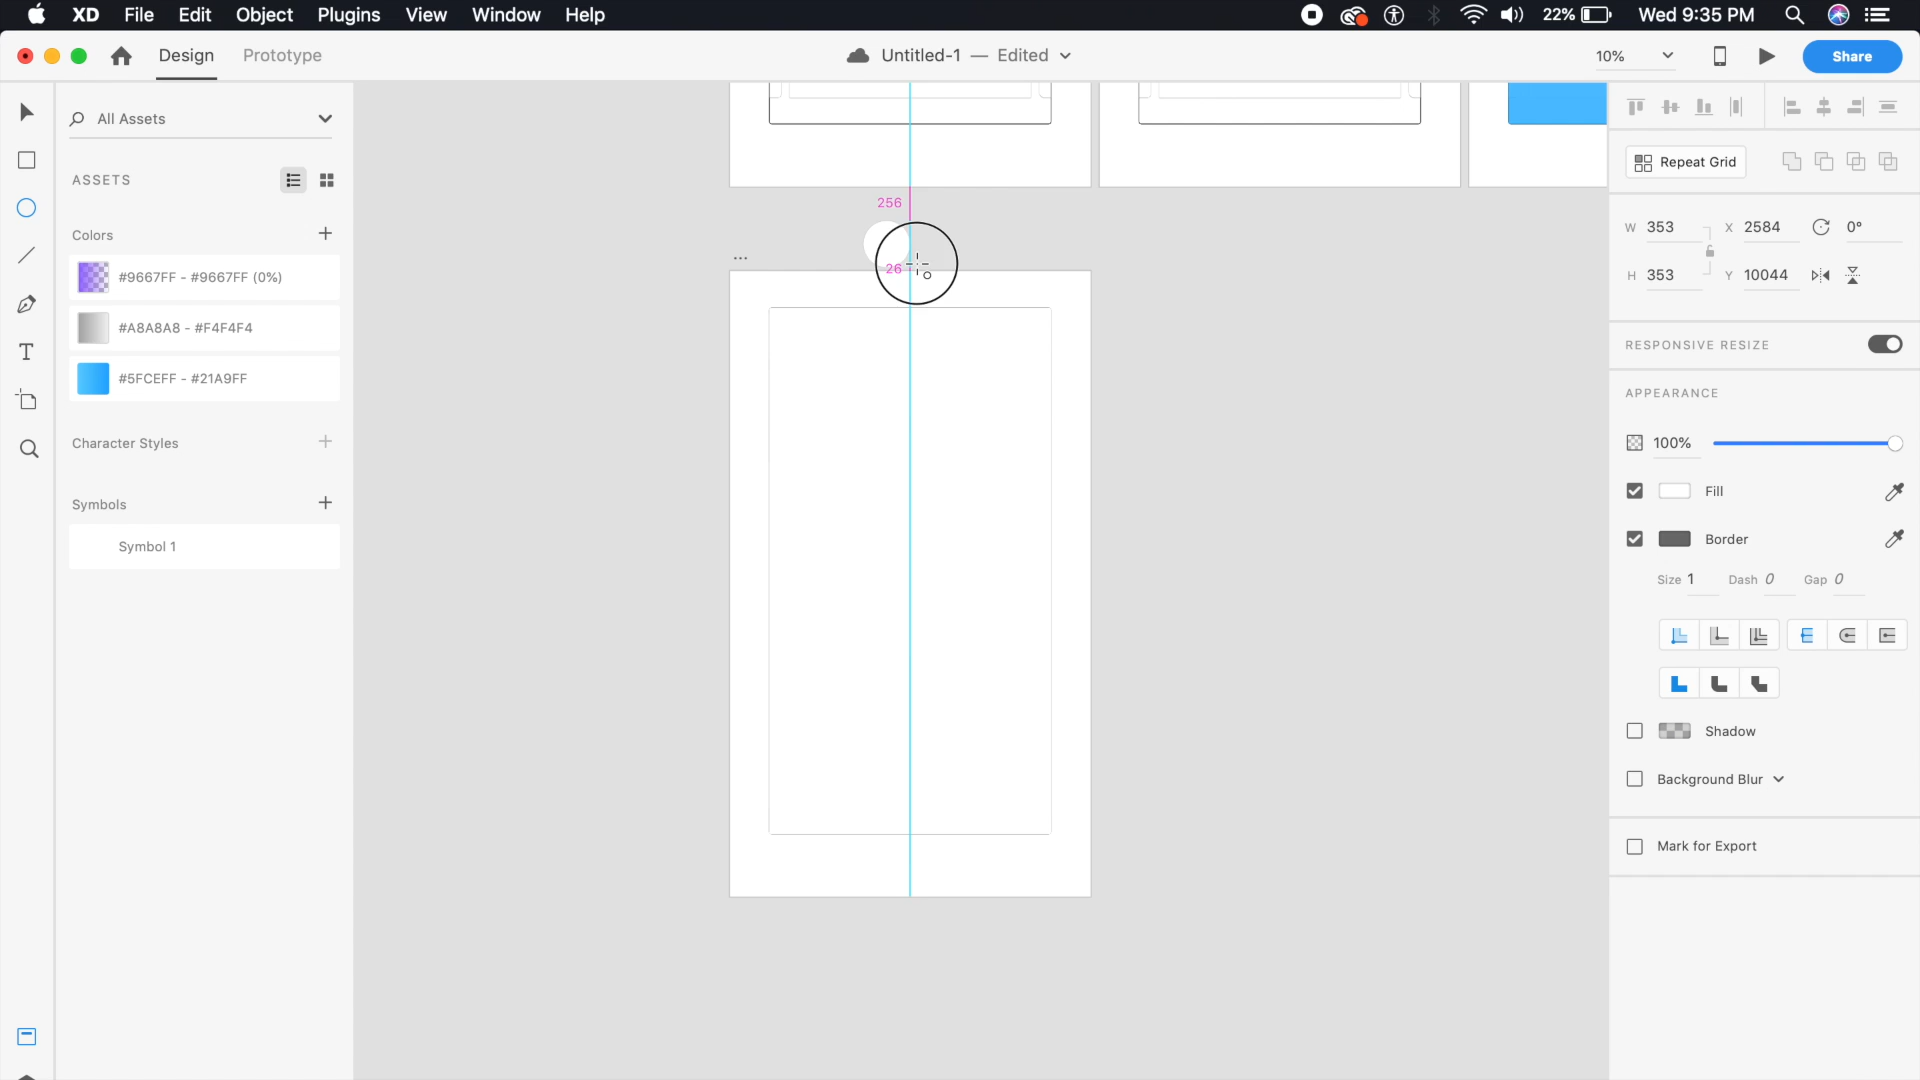 XD File Edit Object Plugins View Window Help 22% Wed 9:35 PM
Design Prototype Untitled-1 — Edited 10% Share
All Assets
ASSETS
Colors
#9667FF - #9667FF (0%)
#A8A8A8 - #F4F4F4
#5FCEFF - #21A9FF
Character Styles
Symbols
Symbol 1
256
26
...
Repeat Grid
W 353 X 2584 0°
H 353 Y 10044
RESPONSIVE RESIZE
APPEARANCE
100%
Fill
Border
Size 1 Dash 0 Gap 0
Shadow
Background Blur
Mark for Export